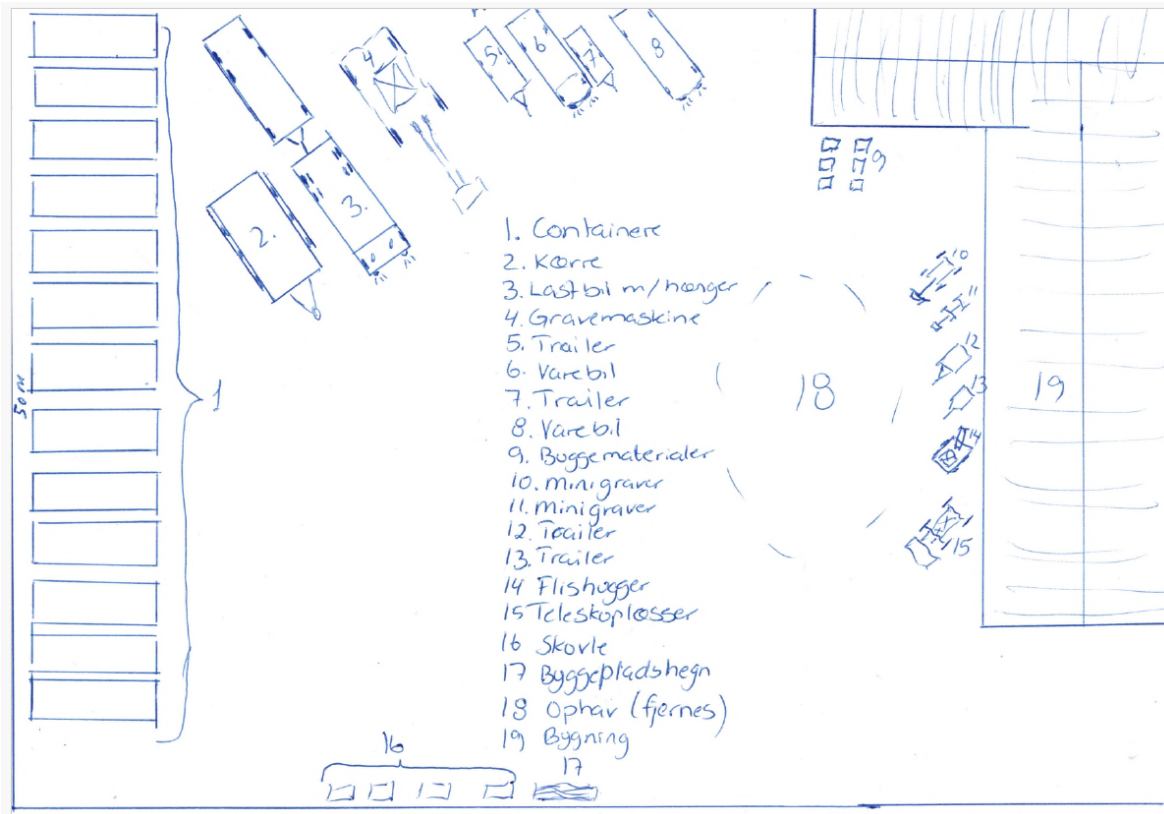 4
5.
6
7
8
9
2.
3.
1. Containere
2. Kærre
3. Lastbil m/hænger
4. Gravemaskine
5. Trailer
6. Varebil
7. Trailer
8. Varebil
9. Byggematerialer
10. minigraver
11. minigraver
12. Trailer
13. Trailer
14 Flishugger
15 Teleskoplæsser
16 Skovle
17 Byggepladshegn
18 Ophav (fjernes)
19 Bygning
10
11
12
13
14
15
18
19
50m
1
16
17